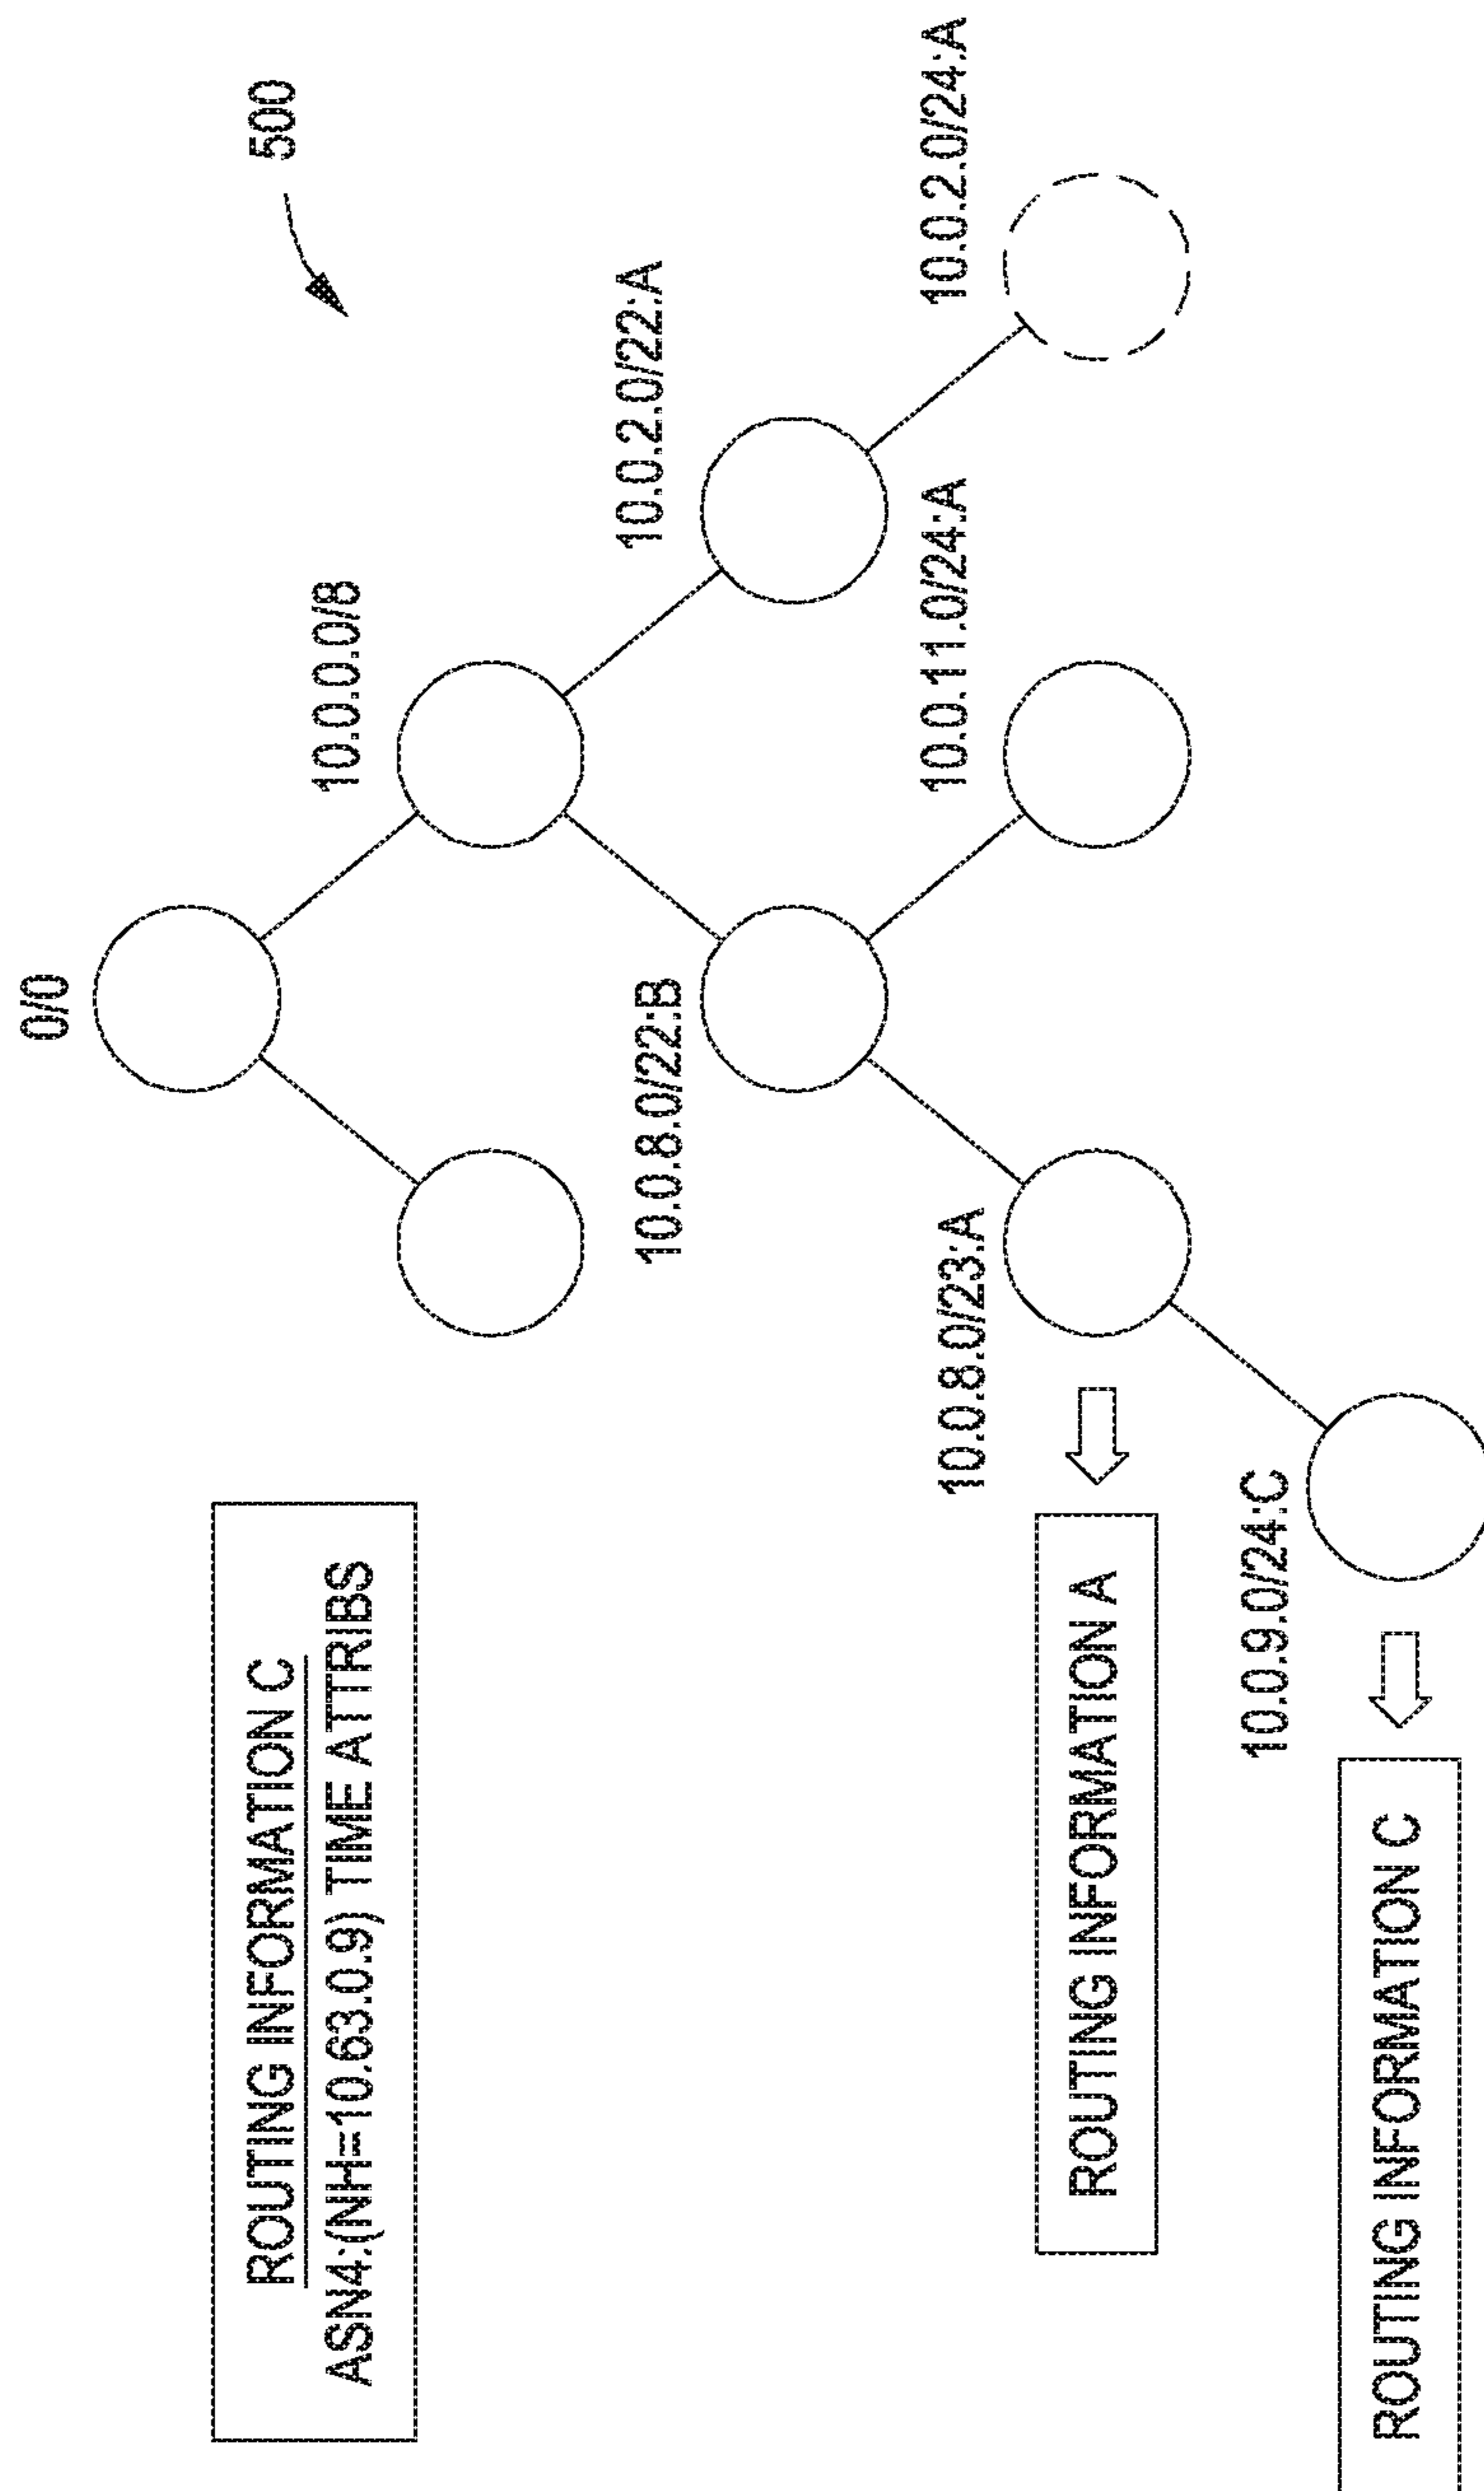 500
0/0
10.0.0.0/8
10.0.8.0/22:B
10.0.2.0/22:A
10.0.8.0/23:A
10.0.11.0/24:A
10.0.2.0/24:A
10.0.9.0/24:C
ROUTING INFORMATION C
ASN4:(NH=10.63.0.9) TIME ATTRIBS
ROUTING INFORMATION A
ROUTING INFORMATION C